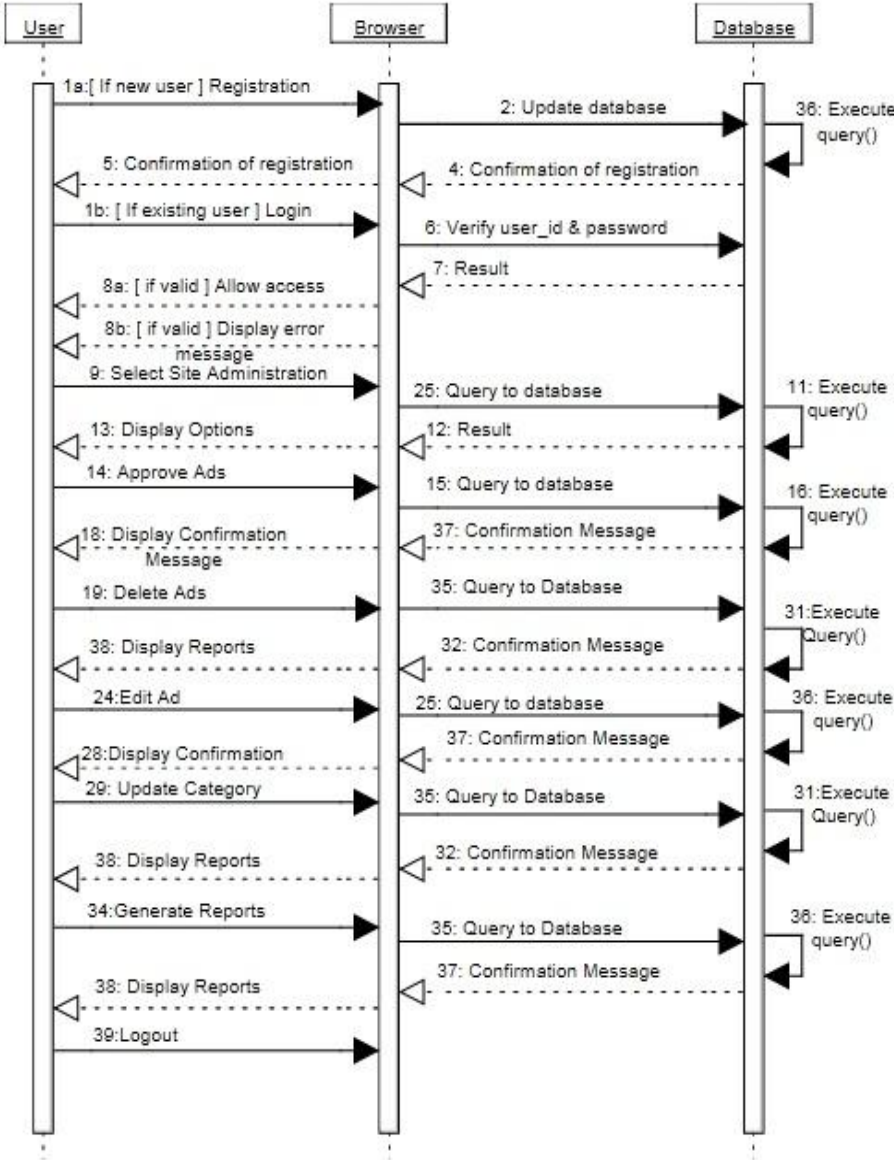 User
Browser
Database
1a:[ If new user ] Registration
2: Update database
36: Execute
query()
5: Confirmation of registration
4: Confirmation of registration
1b: [ If existing user ] Login
6: Verify user_id & password
7: Result
8a: [ if valid ] Allow access
8b: [ if valid ] Display error
message
9: Select Site Administration
25: Query to database
11: Execute
query()
13: Display Options
12: Result
14: Approve Ads
15: Query to database
16: Execute
query()
18: Display Confirmation
Message
37: Confirmation Message
19: Delete Ads
35: Query to Database
31:Execute
Query()
38: Display Reports
32: Confirmation Message
24:Edit Ad
25: Query to database
36: Execute
query()
28:Display Confirmation
37: Confirmation Message
29: Update Category
35: Query to Database
31:Execute
Query()
38: Display Reports
32: Confirmation Message
34:Generate Reports
35: Query to Database
36: Execute
query()
38: Display Reports
37: Confirmation Message
39:Logout